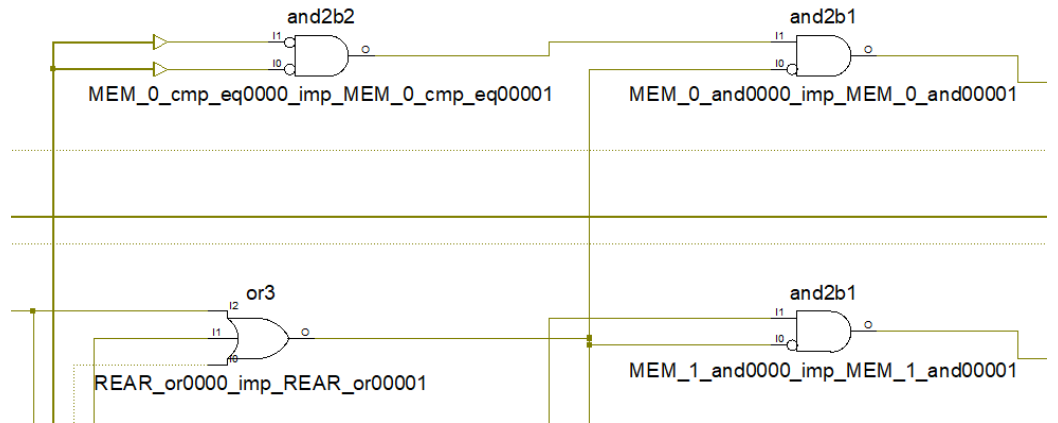 and2b2
and2b1
I1
O
I1
O
I0
I0
MEM_0_cmp_eq0000_imp_MEM_0_cmp_eq00001
MEM_0_and0000_imp_MEM_0_and00001
or3
and2b1
I2
I1
O
I1
O
I0
I0
REAR_or0000_imp_REAR_or00001
MEM_1_and0000_imp_MEM_1_and00001